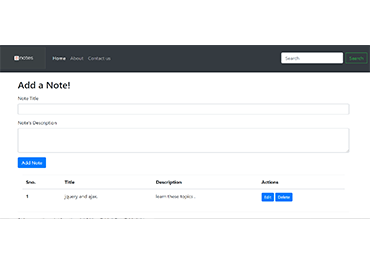 notes Home About Contact us Search Search
Add a Note!
Note Title
Note's Description
Add Note
Sno. Title Description Actions
1 Jquery and ajax. learn these topics. Edit Delete